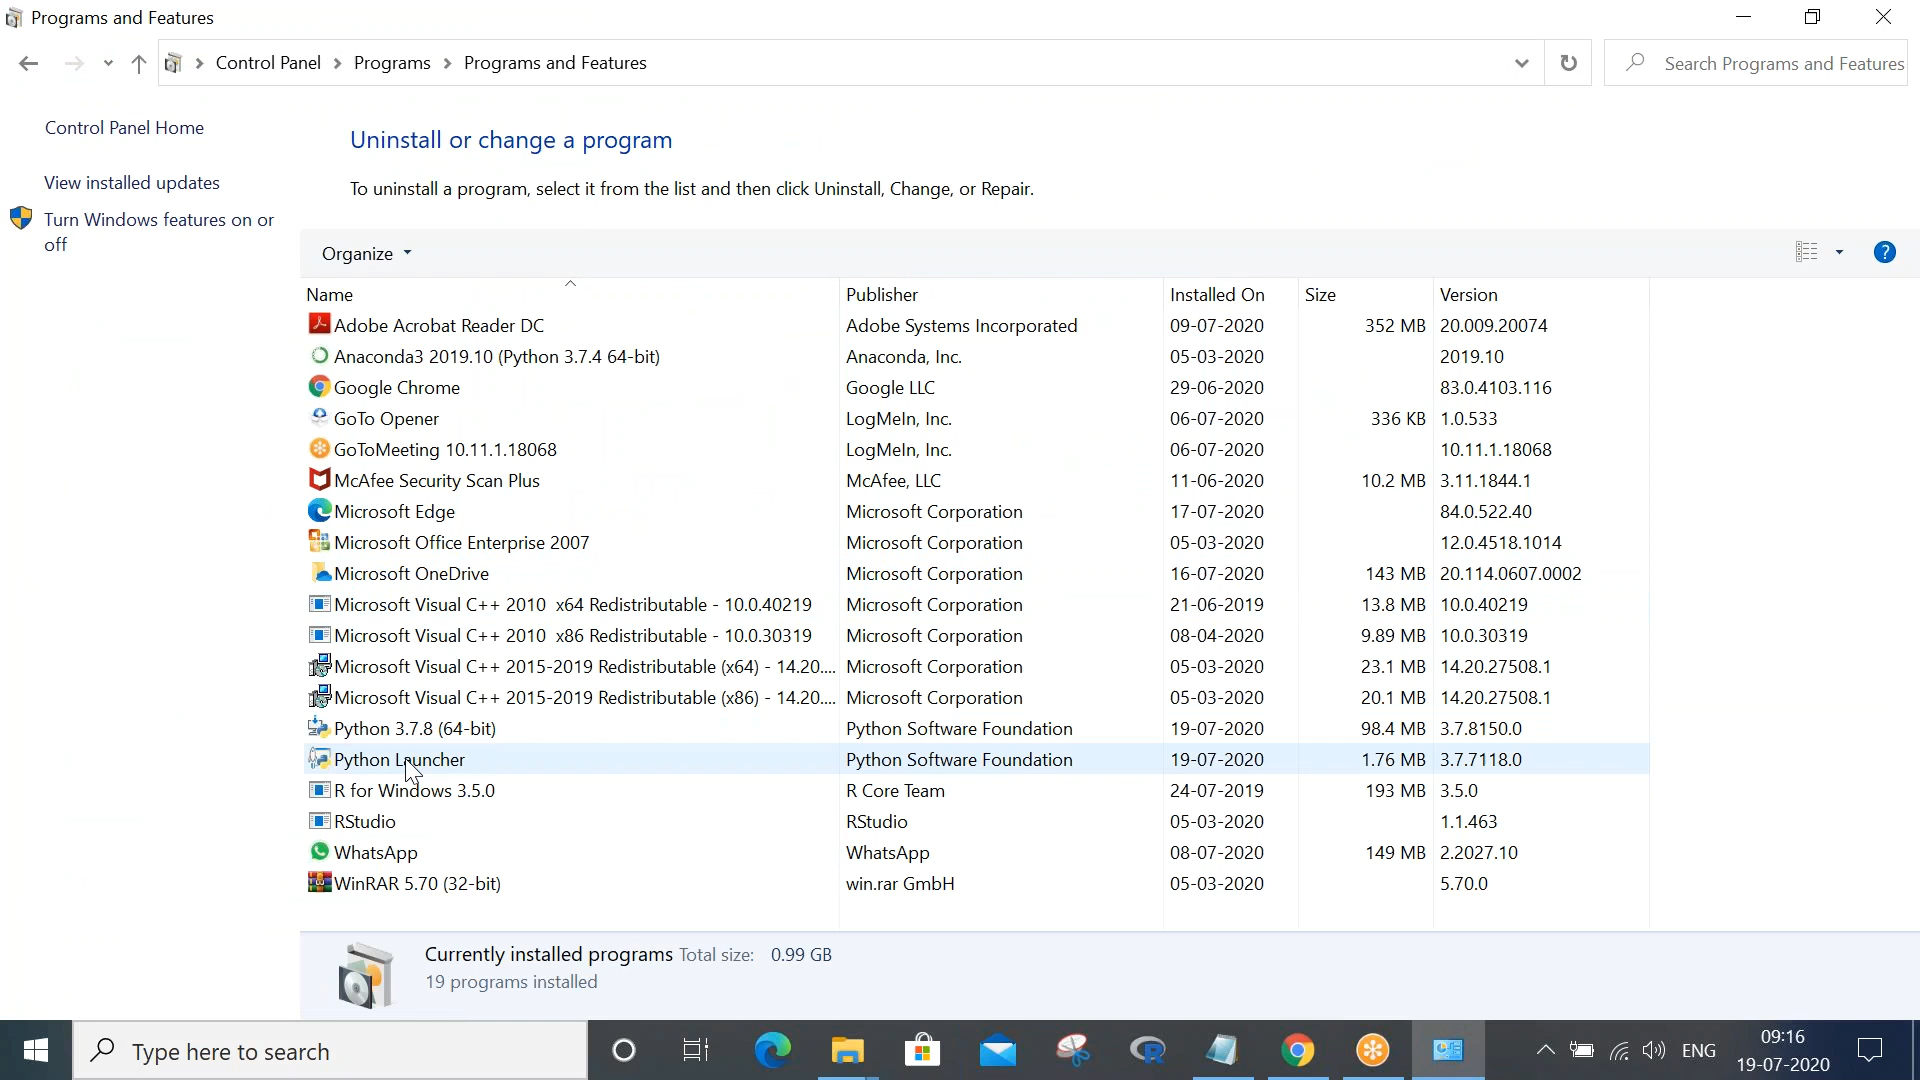 Programs and Features
Control Panel > Programs > Programs and Features
Search Programs and Features
Control Panel Home
View installed updates
Turn Windows features on or
off
Uninstall or change a program
To uninstall a program, select it from the list and then click Uninstall, Change, or Repair.
Organize
?
Name Publisher Installed On Size Version
Adobe Acrobat Reader DC Adobe Systems Incorporated 09-07-2020 352 MB 20.009.20074
Anaconda3 2019.10 (Python 3.7.4 64-bit) Anaconda, Inc. 05-03-2020 2019.10
Google Chrome Google LLC 29-06-2020 83.0.4103.116
GoTo Opener LogMeIn, Inc. 06-07-2020 336 KB 1.0.533
GoToMeeting 10.11.1.18068 LogMeIn, Inc. 06-07-2020 10.11.1.18068
McAfee Security Scan Plus McAfee, LLC 11-06-2020 10.2 MB 3.11.1844.1
Microsoft Edge Microsoft Corporation 17-07-2020 84.0.522.40
Microsoft Office Enterprise 2007 Microsoft Corporation 05-03-2020 12.0.4518.1014
Microsoft OneDrive Microsoft Corporation 16-07-2020 143 MB 20.114.0607.0002
Microsoft Visual C++ 2010 x64 Redistributable - 10.0.40219 Microsoft Corporation 21-06-2019 13.8 MB 10.0.40219
Microsoft Visual C++ 2010 x86 Redistributable - 10.0.30319 Microsoft Corporation 08-04-2020 9.89 MB 10.0.30319
Microsoft Visual C++ 2015-2019 Redistributable (x64) - 14.20.... Microsoft Corporation 05-03-2020 23.1 MB 14.20.27508.1
Microsoft Visual C++ 2015-2019 Redistributable (x86) - 14.20.... Microsoft Corporation 05-03-2020 20.1 MB 14.20.27508.1
Python 3.7.8 (64-bit) Python Software Foundation 19-07-2020 98.4 MB 3.7.8150.0
Python Launcher Python Software Foundation 19-07-2020 1.76 MB 3.7.7118.0
R for Windows 3.5.0 R Core Team 24-07-2019 193 MB 3.5.0
RStudio RStudio 05-03-2020 1.1.463
WhatsApp WhatsApp 08-07-2020 149 MB 2.2027.10
WinRAR 5.70 (32-bit) win.rar GmbH 05-03-2020 5.70.0
Currently installed programs Total size: 0.99 GB
19 programs installed
Type here to search
ENG
09:16
19-07-2020